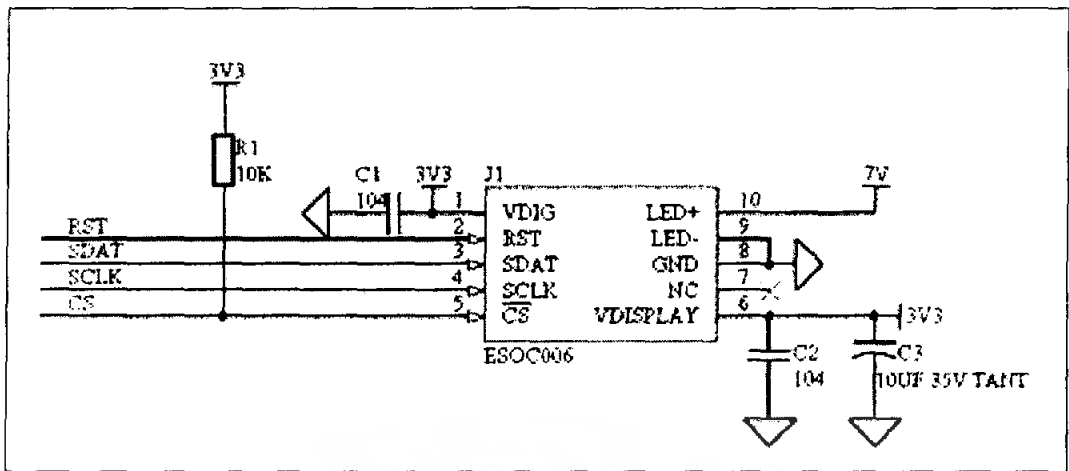 3V3
R1
10K
C1
104
3V3
J1
7V
1
VDIG
LED+
10
RST
2
RST
LED-
9
SDAT
3
SDAT
GND
8
SCLK
4
SCLK
NC
7
CS
5
CS
VDISPLAY
6
3V3
ESOC006
C2
104
C3
10UF 35V TANT